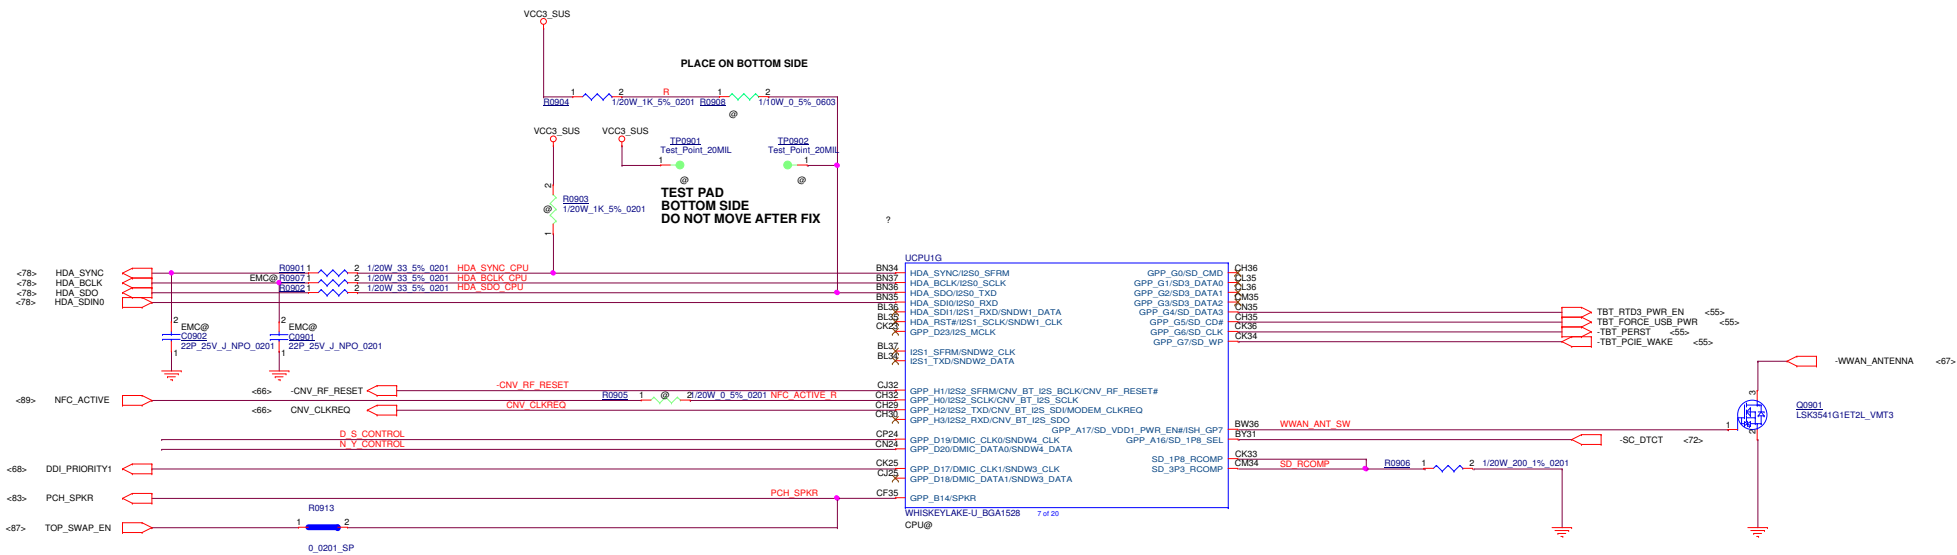 VCC3_SUS
PLACE ON BOTTOM SIDE
1 2 R 1 2
R0904 1/20W_1K_5%_0201 R0908 1/10W_0_5%_0603
@
VCC3_SUS VCC3_SUS
TP0901 TP0902
Test_Point_20MIL Test_Point_20MIL
1 1
@ @
2
R0903
@ 1/20W_1K_5%_0201
1
TEST PAD
BOTTOM SIDE
DO NOT MOVE AFTER FIX
?
UCPU1G
<78> HDA_SYNC R0901 1 2 1/20W_33_5%_0201 HDA_SYNC_CPU BN34 HDA_SYNC/I2S0_SFRM GPP_G0/SD_CMD CH36
<78> HDA_BCLK EMC@ R0907 1 2 1/20W_33_5%_0201 HDA_BCLK_CPU BN37 HDA_BCLK/I2S0_SCLK GPP_G1/SD3_DATA0 CL35
<78> HDA_SDO R0902 1 2 1/20W_33_5%_0201 HDA_SDO_CPU BN36 HDA_SDO/I2S0_TXD GPP_G2/SD3_DATA1 CL36
<78> HDA_SDIN0 BN35 HDA_SDI0/I2S0_RXD GPP_G3/SD3_DATA2 CM35
BL36 HDA_SDI1/I2S1_RXD/SNDW1_DATA GPP_G4/SD_DATA3 CN35 TBT_RTD3_PWR_EN <55>
BL35 HDA_RST#/I2S1_SCLK/SNDW1_CLK GPP_G5/SD_CD# CH35 TBT_FORCE_USB_PWR <55>
CK23 GPP_D23/I2S_MCLK GPP_G6/SD_CLK CK36 -TBT_PERST <55>
GPP_G7/SD_WP CK34 -TBT_PCIE_WAKE <55>
2 EMC@ 2 EMC@
C0902 C0901
22P_25V_J_NPO_0201 22P_25V_J_NPO_0201
1 1
BL37 I2S1_SFRM/SNDW2_CLK
BL34 I2S1_TXD/SNDW2_DATA
-WWAN_ANTENNA <67>
<66> -CNV_RF_RESET -CNV_RF_RESET CJ32 GPP_H1/I2S2_SFRM/CNV_BT_I2S_BCLK/CNV_RF_RESET#
<89> NFC_ACTIVE R0905 1 @ 2 1/20W_0_5%_0201 NFC_ACTIVE_R CH32 GPP_H0/I2S2_SCLK/CNV_BT_I2S_SCLK
<66> CNV_CLKREQ CNV_CLKREQ CH29 GPP_H2/I2S2_TXD/CNV_BT_I2S_SDI/MODEM_CLKREQ
CH30 GPP_H3/I2S2_RXD/CNV_BT_I2S_SDO
3
Q0901
LSK3541G1ET2L_VMT3
1
2
GPP_A17/SD_VDD1_PWR_EN#/ISH_GP7 BW36 WWAN_ANT_SW
D_S_CONTROL CP24 GPP_D19/DMIC_CLK0/SNDW4_CLK GPP_A16/SD_1P8_SEL BY31 -SC_DTCT <72>
N_Y_CONTROL CN24 GPP_D20/DMIC_DATA0/SNDW4_DATA
SD_1P8_RCOMP CK33
<68> DDI_PRIORITY1 CK25 GPP_D17/DMIC_CLK1/SNDW3_CLK SD_3P3_RCOMP CM34 SD_RCOMP R0906 1 2 1/20W_200_1%_0201
CJ25 GPP_D18/DMIC_DATA1/SNDW3_DATA
<83> PCH_SPKR PCH_SPKR CF35 GPP_B14/SPKR
R0913
<87> TOP_SWAP_EN 1 2
0_0201_SP
WHISKEYLAKE-U_BGA1528 7 of 20
CPU@